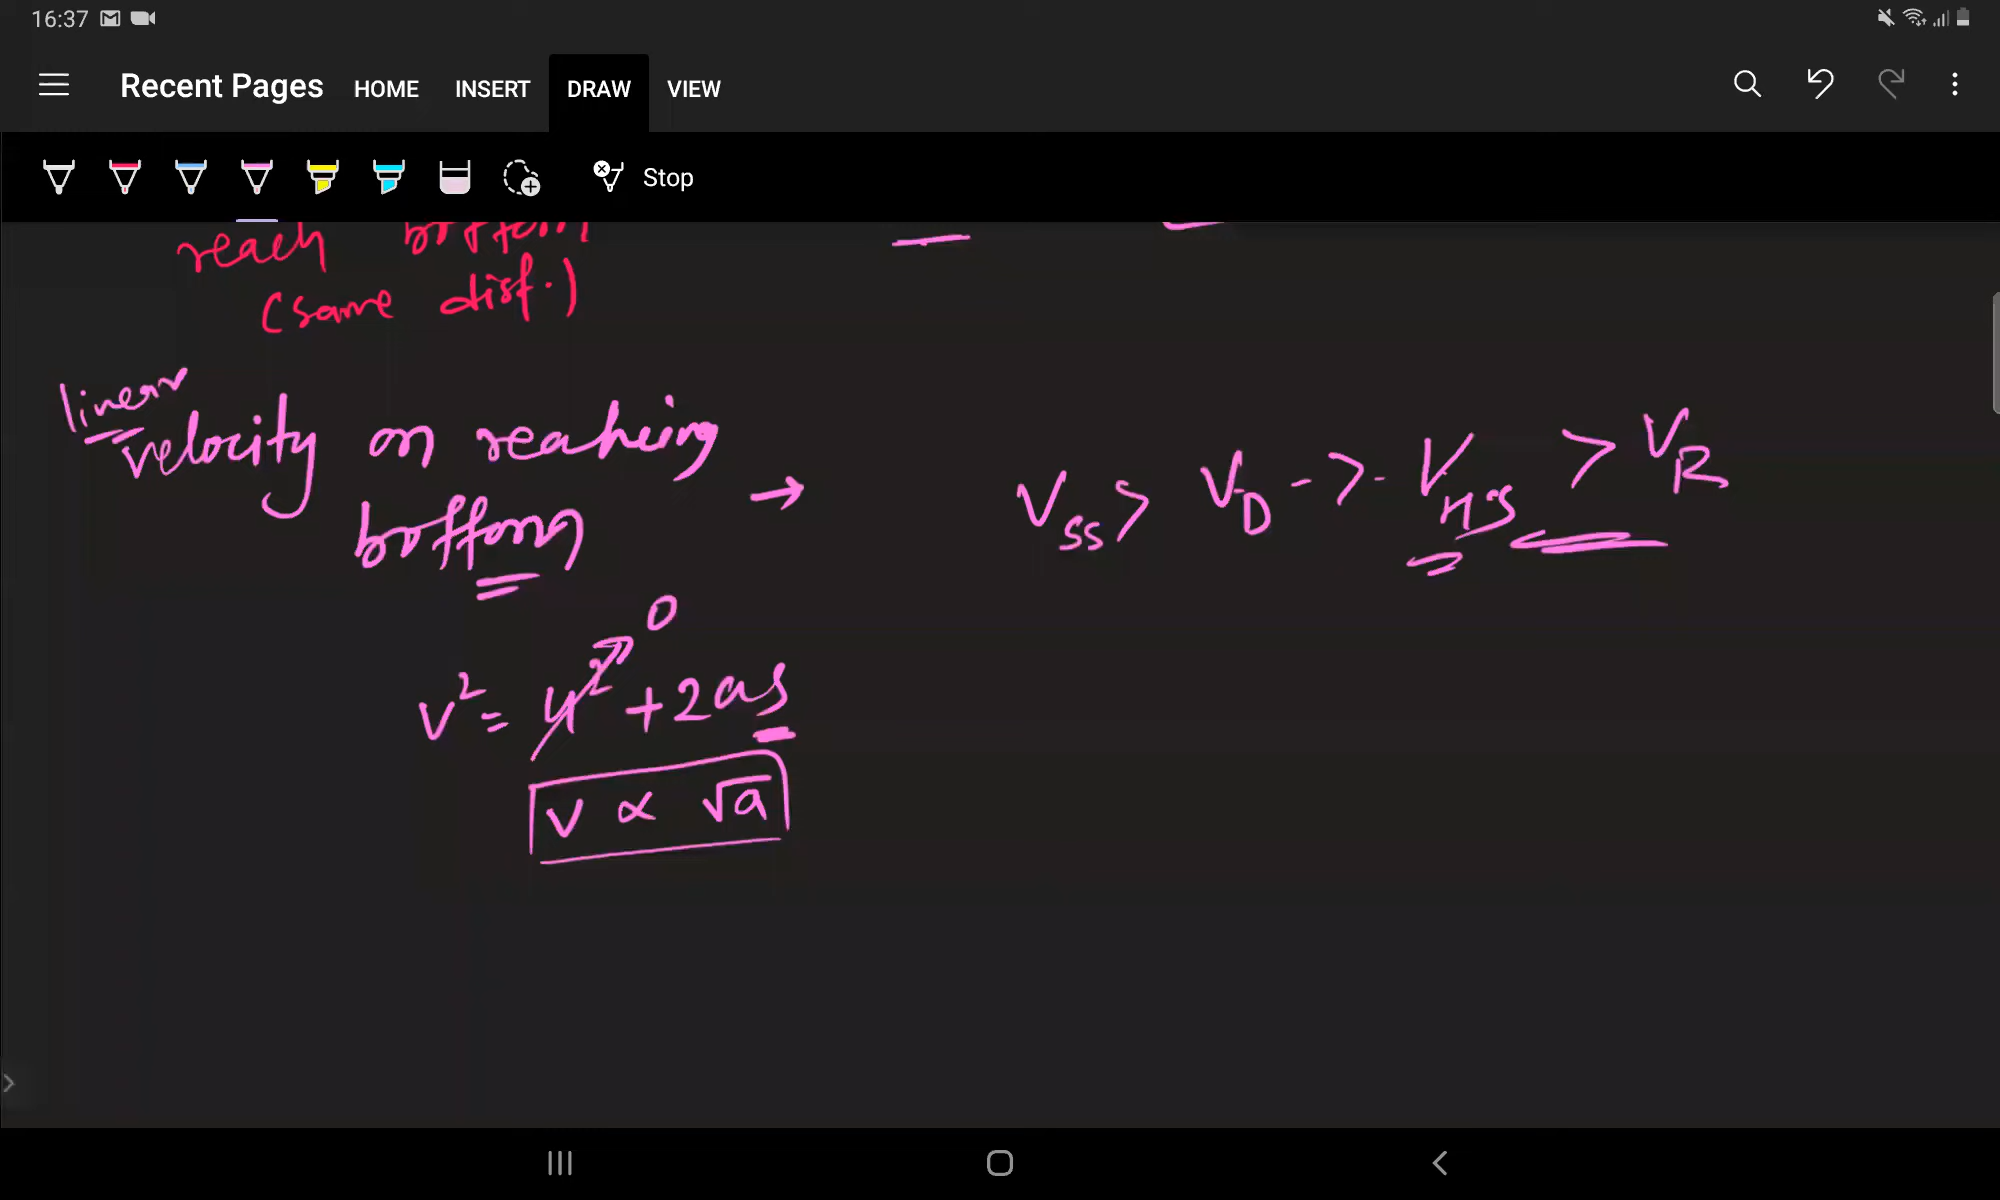 16:37
Recent Pages HOME INSERT DRAW VIEW
Stop
reach bottom
(same dist.)
linear
velocity on reaching → V_SS > V_D -> - V_HS > V_R
bottom
0
v² = u² + 2as
v ∝ √a